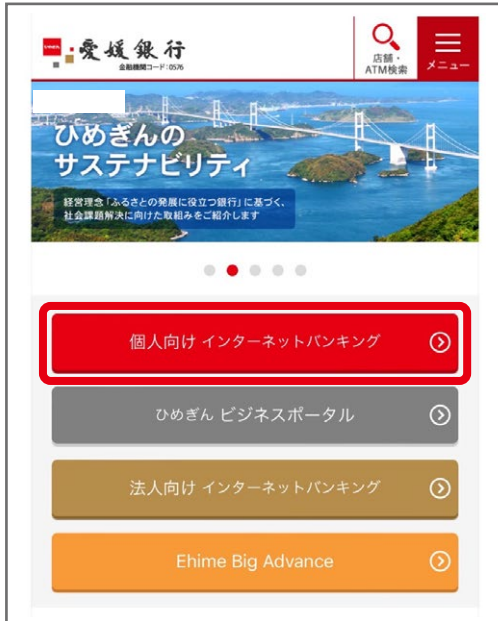 愛媛銀行
金融機関コード:0576
店舗・
ATM検索
メニュー
ひめぎんの
サステナビリティ
経営理念「ふるさとの発展に役立つ銀行」に基づく、
社会課題解決に向けた取組みをご紹介します
個人向け インターネットバンキング
ひめぎん ビジネスポータル
法人向け インターネットバンキング
Ehime Big Advance